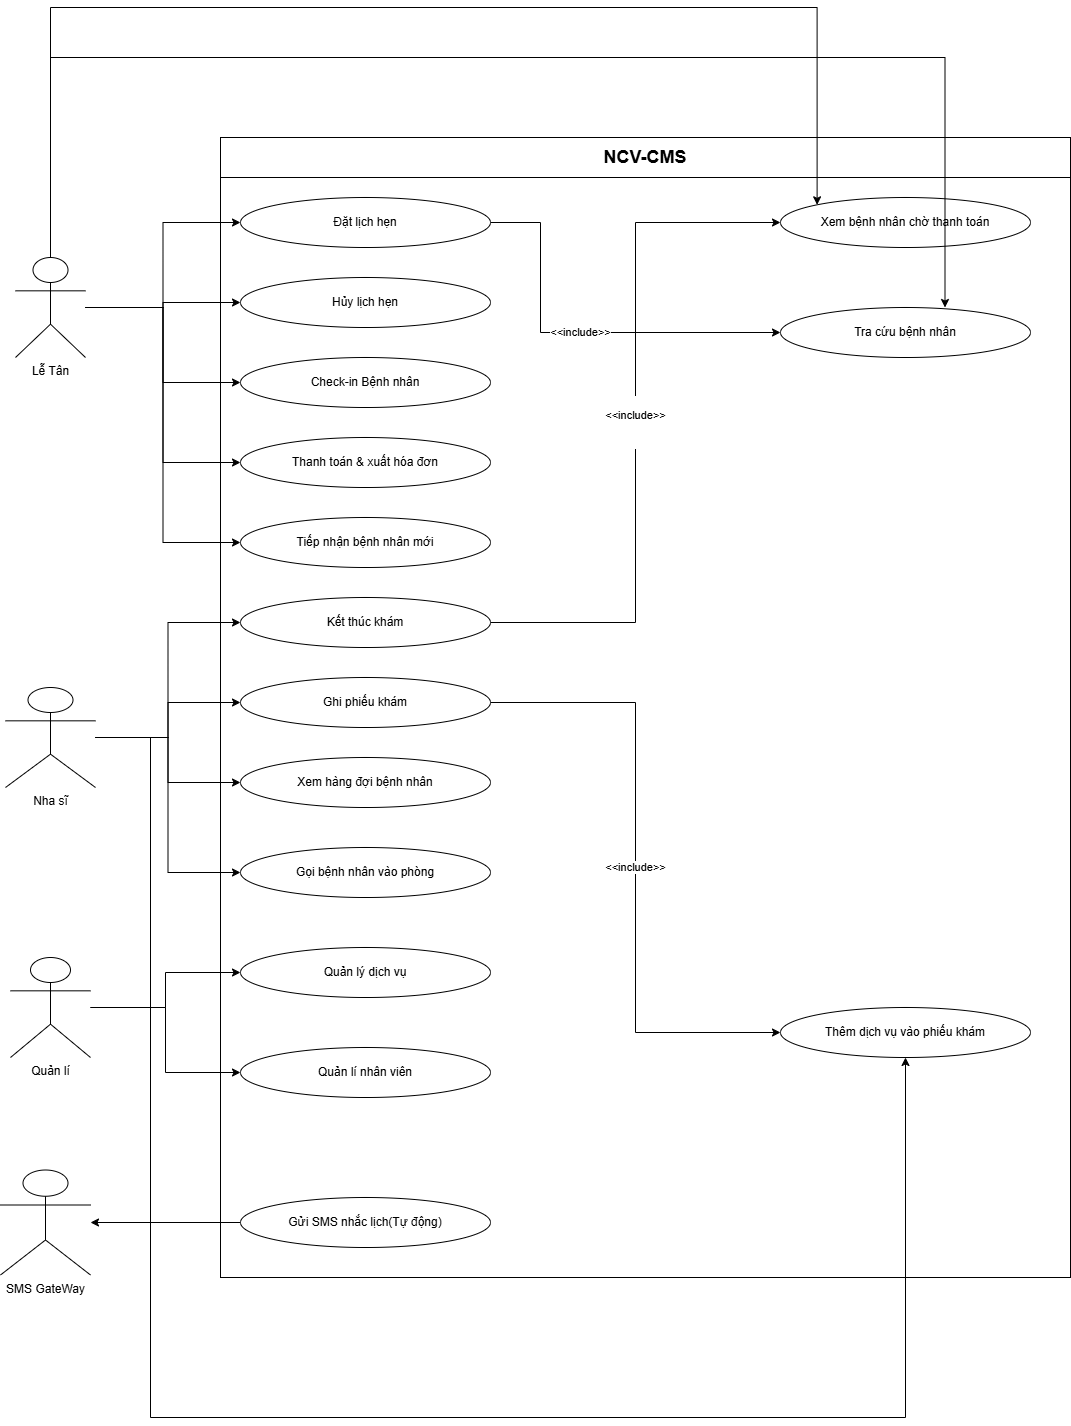 NCV-CMS
Đặt lịch hẹn
Xem bệnh nhân chờ thanh toán
Hủy lịch hẹn
<<include>>
Tra cứu bệnh nhân
Lễ Tân
Check-in Bệnh nhân
<<include>>
Thanh toán & xuất hóa đơn
Tiếp nhận bệnh nhân mới
Kết thúc khám
Ghi phiếu khám
Xem hàng đợi bệnh nhân
Nha sĩ
<<include>>
Gọi bệnh nhân vào phòng
Quản lý dịch vụ
Thêm dịch vụ vào phiếu khám
Quản lí
Quản lí nhân viên
Gửi SMS nhắc lịch(Tự động)
SMS GateWay